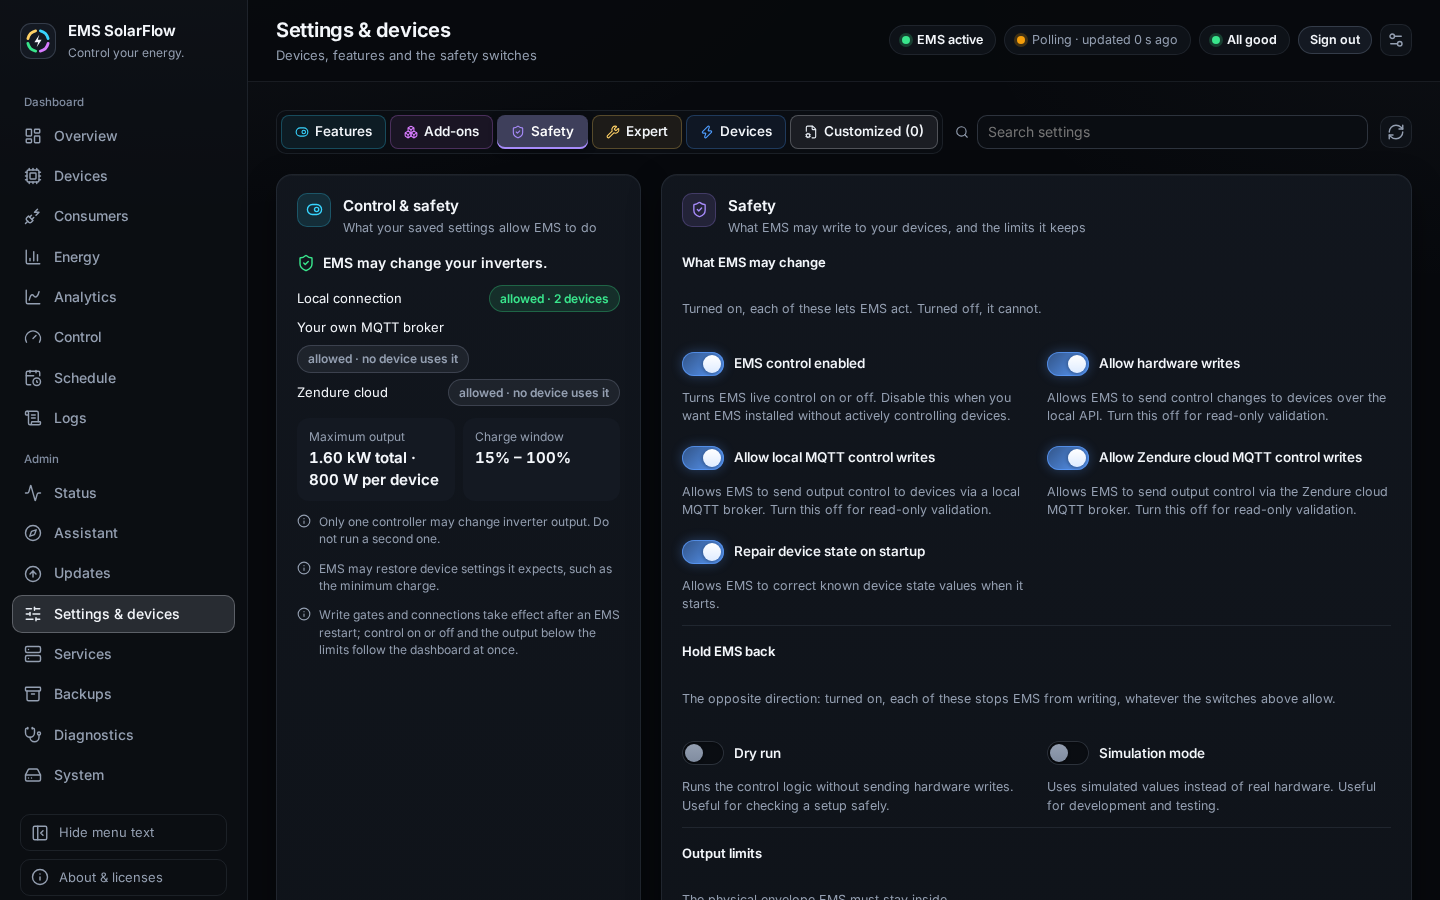 EMS SolarFlow
Control your energy.
Dashboard
Overview
Devices
Consumers
Energy
Analytics
Control
Schedule
Logs
Admin
Status
Assistant
Updates
Settings & devices
Services
Backups
Diagnostics
System
Hide menu text
About & licenses
Settings & devices
Devices, features and the safety switches
EMS active
Polling · updated 0 s ago
All good
Sign out
Features
Add-ons
Safety
Expert
Devices
Customized (0)
Search settings
Control & safety
What your saved settings allow EMS to do
EMS may change your inverters.
Local connection
allowed · 2 devices
Your own MQTT broker
allowed · no device uses it
Zendure cloud
allowed · no device uses it
Maximum output
1.60 kW total ·
800 W per device
Charge window
15% – 100%
Only one controller may change inverter output. Do
not run a second one.
EMS may restore device settings it expects, such as
the minimum charge.
Write gates and connections take effect after an EMS
restart; control on or off and the output below the
limits follow the dashboard at once.
Safety
What EMS may write to your devices, and the limits it keeps
What EMS may change
Turned on, each of these lets EMS act. Turned off, it cannot.
EMS control enabled
Turns EMS live control on or off. Disable this when you
want EMS installed without actively controlling devices.
Allow hardware writes
Allows EMS to send control changes to devices over the
local API. Turn this off for read-only validation.
Allow local MQTT control writes
Allows EMS to send output control to devices via a local
MQTT broker. Turn this off for read-only validation.
Allow Zendure cloud MQTT control writes
Allows EMS to send output control via the Zendure cloud
MQTT broker. Turn this off for read-only validation.
Repair device state on startup
Allows EMS to correct known device state values when it
starts.
Hold EMS back
The opposite direction: turned on, each of these stops EMS from writing, whatever the switches above allow.
Dry run
Runs the control logic without sending hardware writes.
Useful for checking a setup safely.
Simulation mode
Uses simulated values instead of real hardware. Useful
for development and testing.
Output limits
The physical envelope EMS must stay inside.